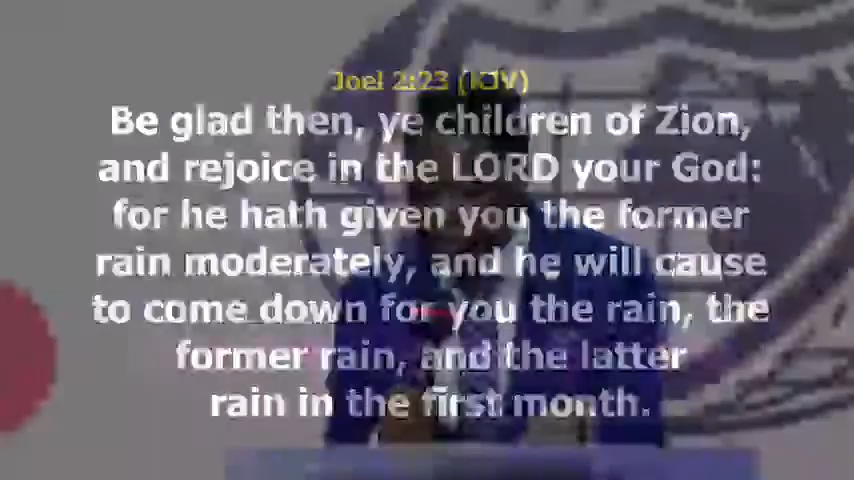 Joel 2:23 (KJV)
Be glad then, ye children of Zion,
and rejoice in the LORD your God:
for he hath given you the former
rain moderately, and he will cause
to come down for you the rain, the
former rain, and the latter
rain in the first month.